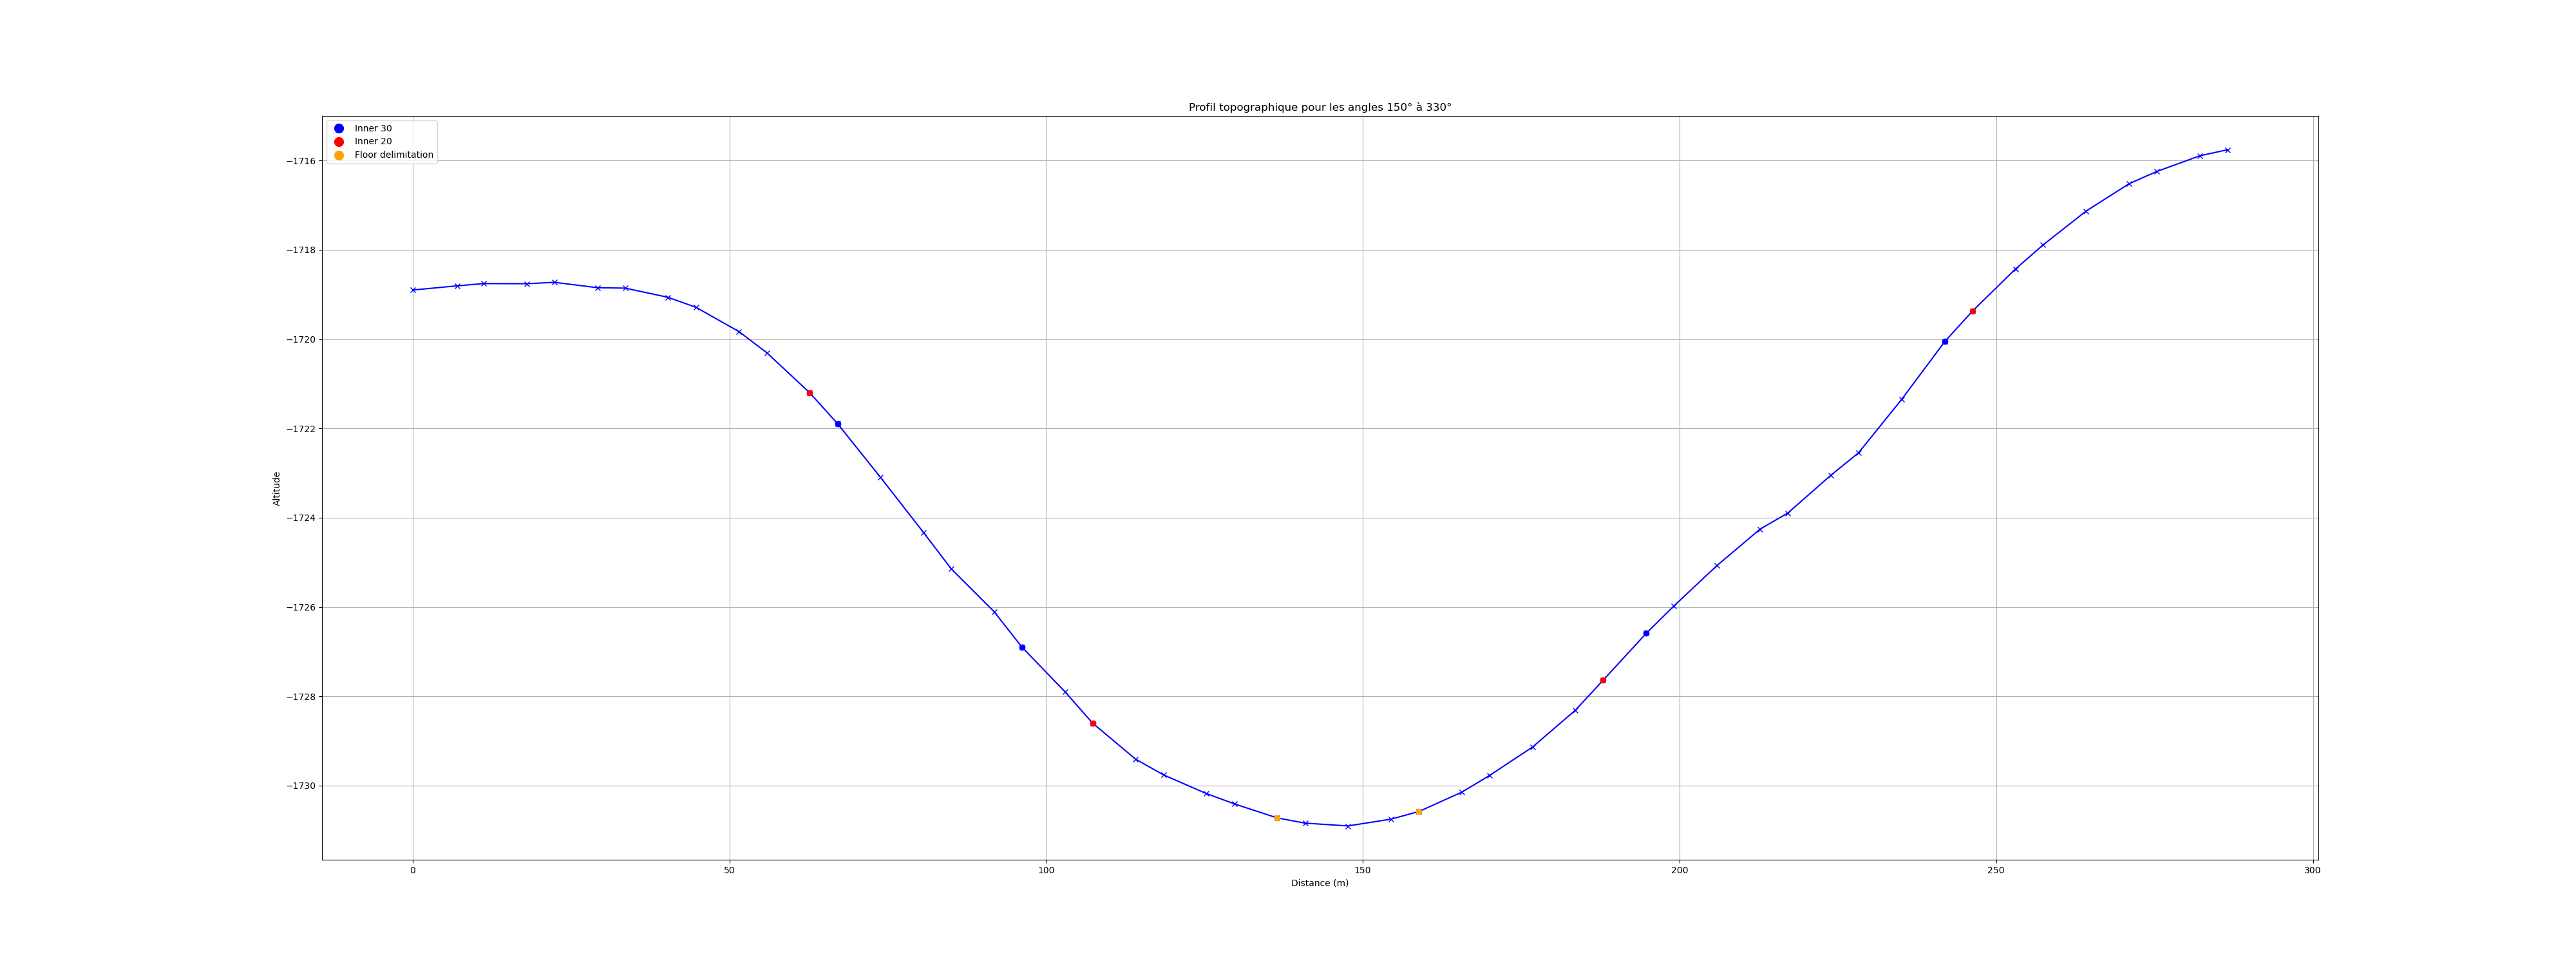 Profil topographique pour les angles 150° à 330°
Inner 30
Inner 20
Floor delimitation
−1716
−1718
−1720
−1722
−1724
−1726
−1728
−1730
Altitude
0 50 100 150 200 250 300
Distance (m)